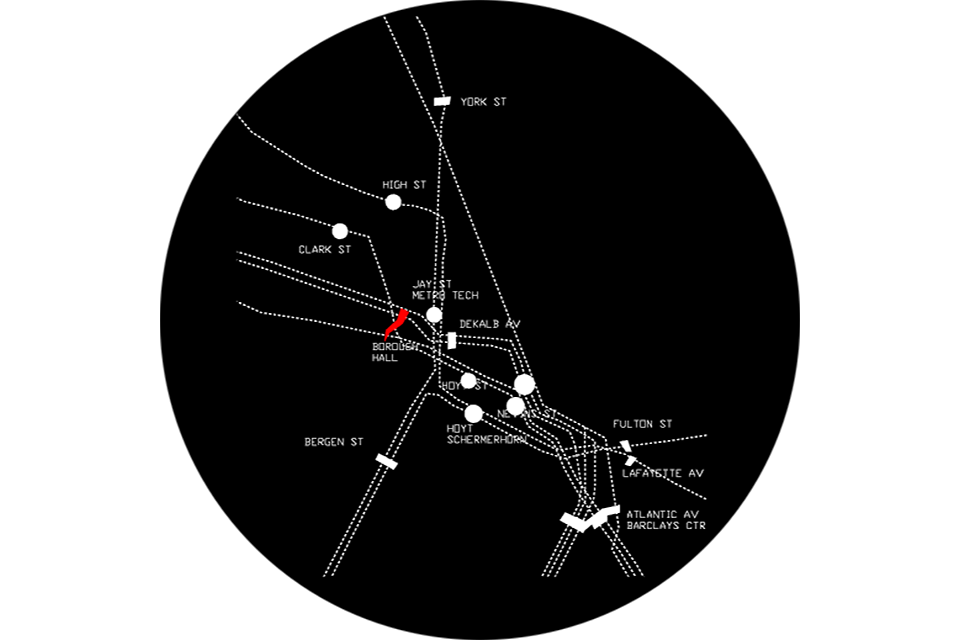 YORK ST
HIGH ST
CLARK ST
JAY ST
METRO TECH
DEKALB AV
BOROUGH
HALL
HOYT ST
NEVINS ST
HOYT
SCHERMERHORN
FULTON ST
BERGEN ST
LAFAYETTE AV
ATLANTIC AV
BARCLAYS CTR